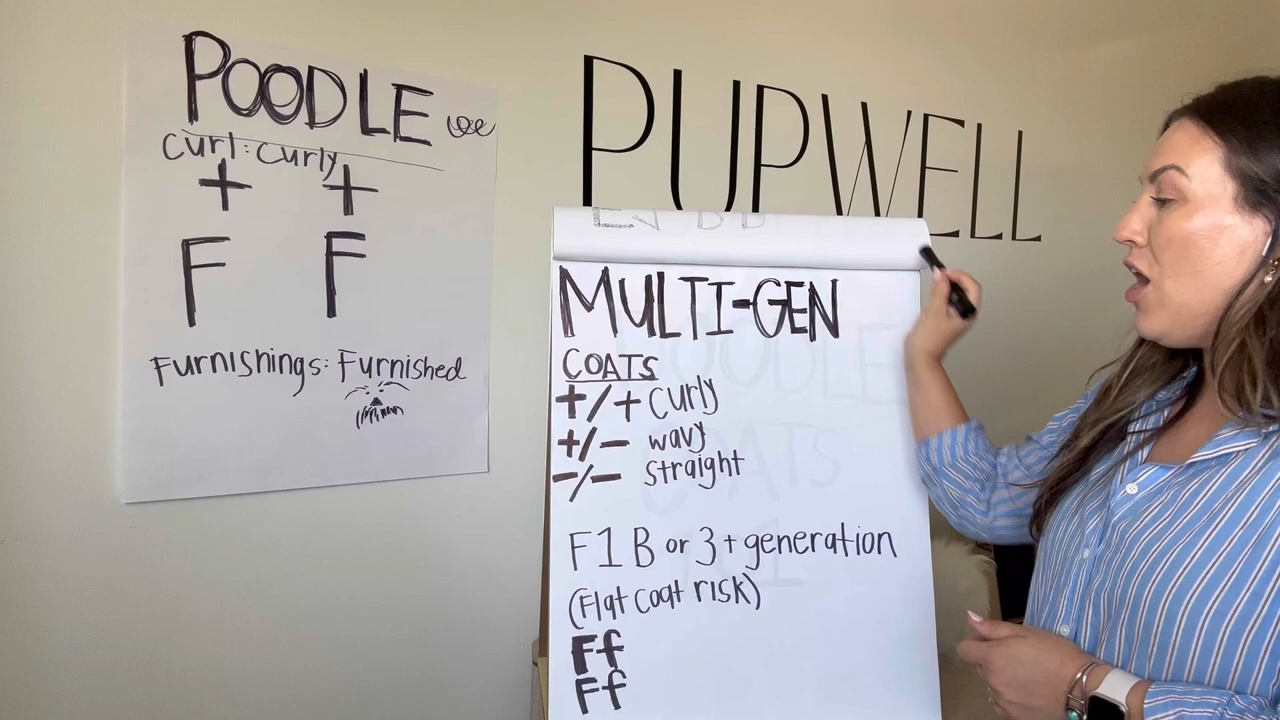 POODLE
Curl: Curly
+ +
F F
Furnishings: Furnished
PUPWELL
MULTI-GEN
COATS
+/+ Curly
+/- wavy
-/- straight
F1B or 3+ generation
(Flat coat risk)
Ff
Ff